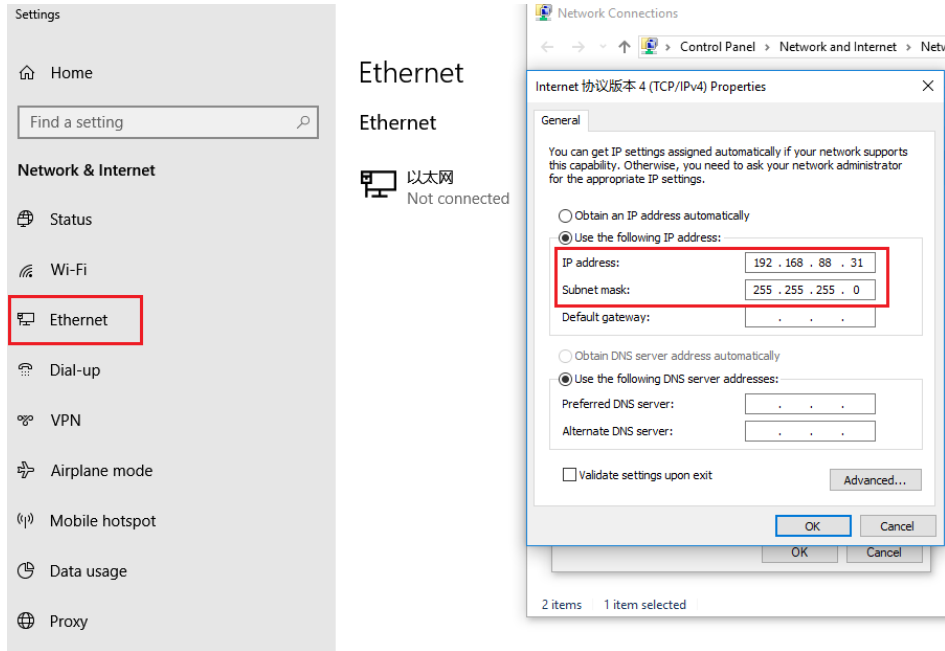 Settings
Home
Find a setting
Network & Internet
Status
Wi-Fi
Ethernet
Dial-up
VPN
Airplane mode
Mobile hotspot
Data usage
Proxy
Ethernet
Ethernet
以太网
Not connected
Network Connections
Control Panel > Network and Internet > Netw
Internet 协议版本 4 (TCP/IPv4) Properties
General
You can get IP settings assigned automatically if your network supports
this capability. Otherwise, you need to ask your network administrator
for the appropriate IP settings.
Obtain an IP address automatically
Use the following IP address:
IP address: 192 . 168 . 88 . 31
Subnet mask: 255 . 255 . 255 . 0
Default gateway: . . .
Obtain DNS server address automatically
Use the following DNS server addresses:
Preferred DNS server: . . .
Alternate DNS server: . . .
Validate settings upon exit
Advanced...
OK Cancel
OK Cancel
2 items 1 item selected